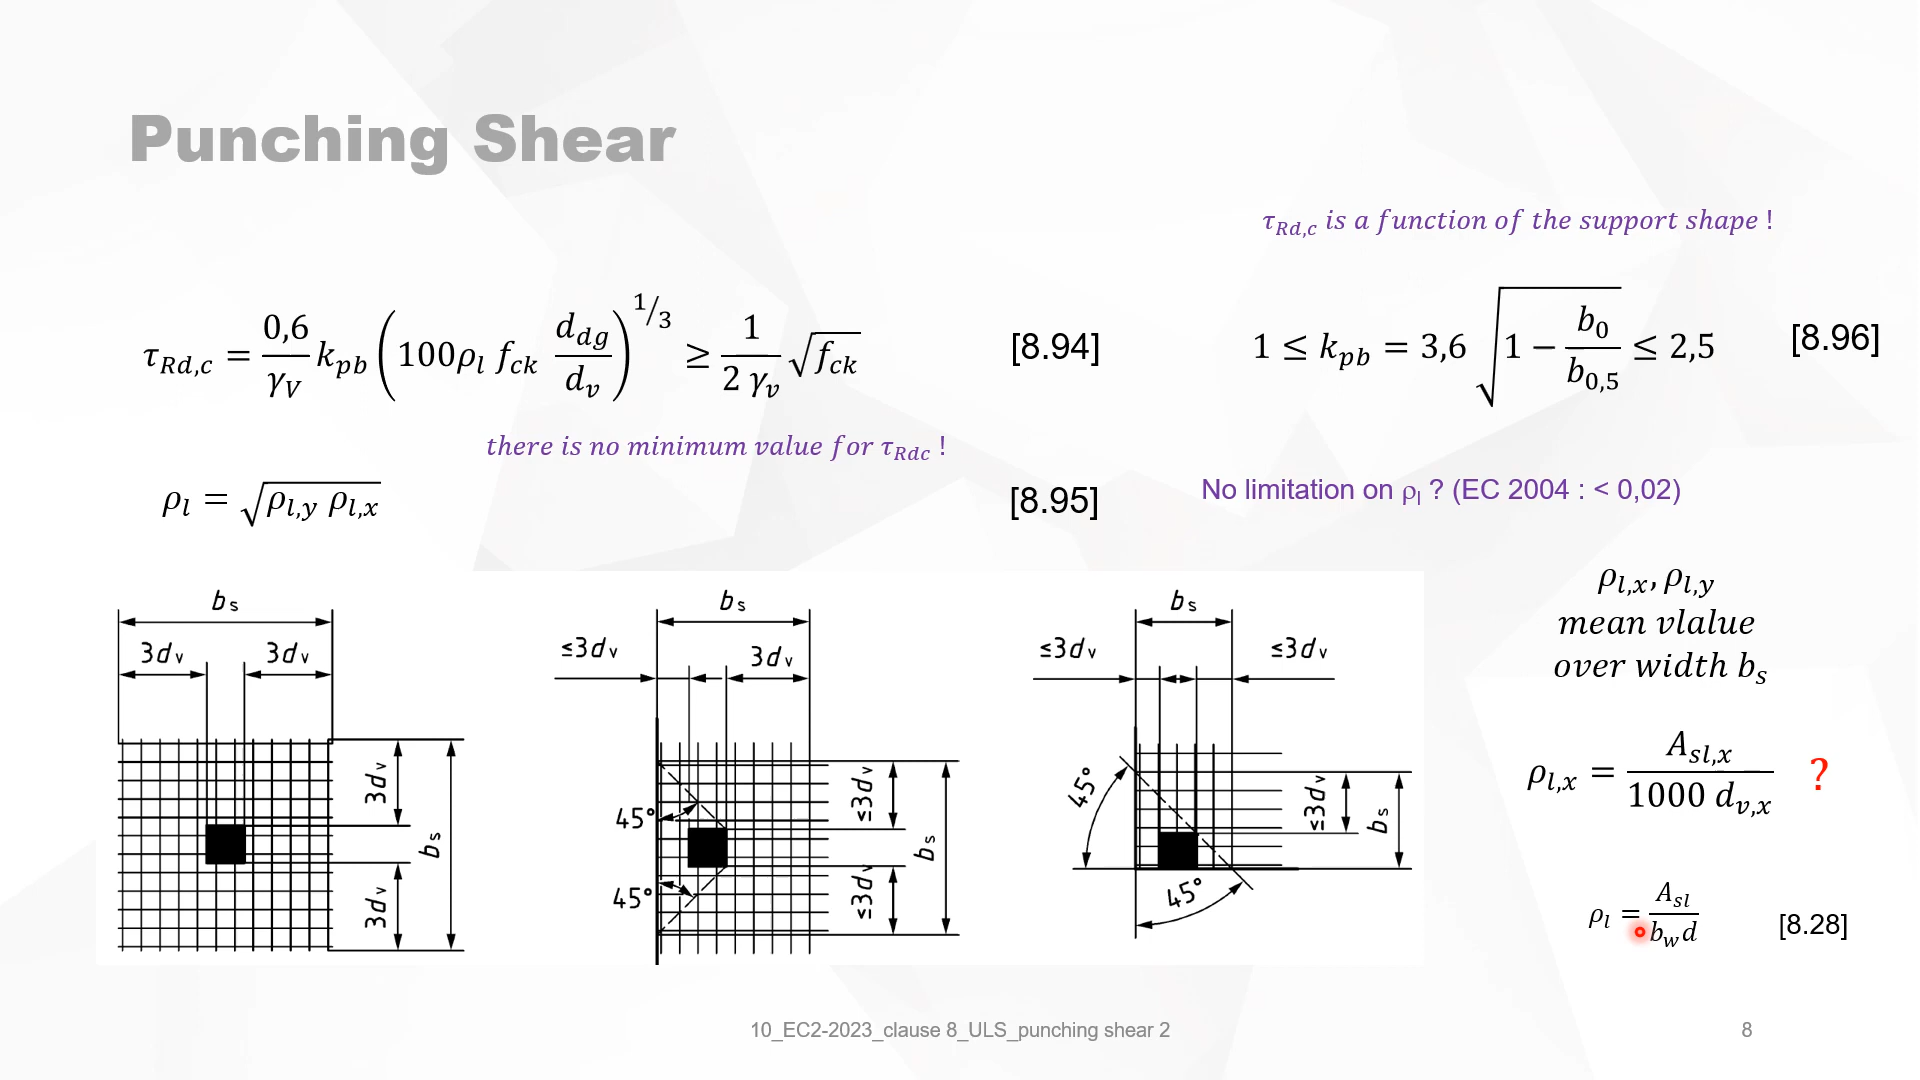 Punching Shear
τ_Rd,c is a function of the support shape !
τ_Rd,c = 0,6/γ_V k_pb (100ρ_l f_ck d_dg/d_v)^1/3 ≥ 1/(2 γ_v) √f_ck [8.94]
1 ≤ k_pb = 3,6 √(1 − b_0/b_0,5) ≤ 2,5 [8.96]
there is no minimum value for τ_Rdc !
ρ_l = √(ρ_l,y ρ_l,x) [8.95]
No limitation on ρ_l ? (EC 2004 : < 0,02)
b_s
3d_v 3d_v
3d_v
b_s
3d_v
b_s
≤3d_v 3d_v
45°
45°
≤3d_v
b_s
≤3d_v
b_s
≤3d_v ≤3d_v
45°
45°
≤3d_v
b_s
ρ_l,x, ρ_l,y
mean vlalue
over width b_s
ρ_l,x = A_sl,x/(1000 d_v,x) ?
ρ_l = A_sl/(b_w d) [8.28]
10_EC2-2023_clause 8_ULS_punching shear 2
8